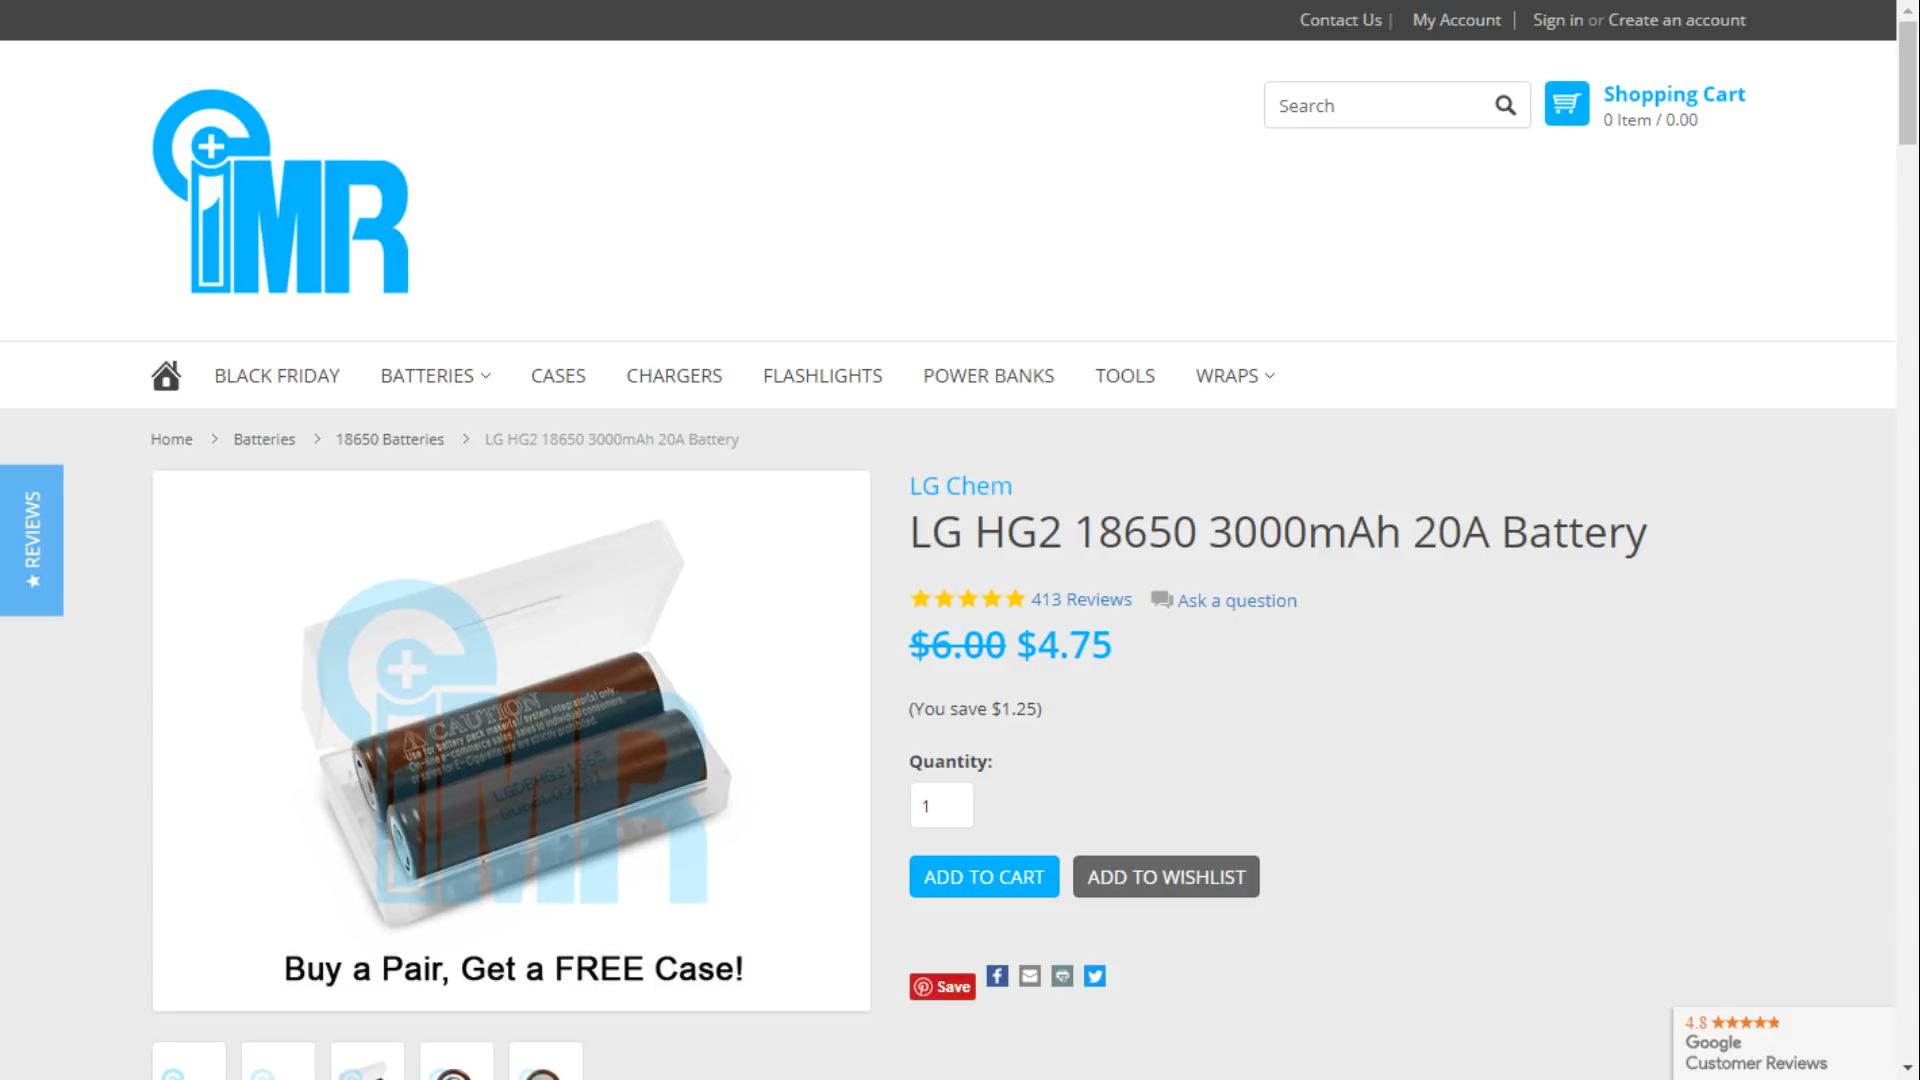 Contact Us | My Account | Sign in or Create an account
Search
Shopping Cart
0 Item / 0.00
iMR
BLACK FRIDAY BATTERIES CASES CHARGERS FLASHLIGHTS POWER BANKS TOOLS WRAPS
Home > Batteries > 18650 Batteries > LG HG2 18650 3000mAh 20A Battery
★ REVIEWS
LG Chem
LG HG2 18650 3000mAh 20A Battery
413 Reviews Ask a question
$6.00 $4.75
(You save $1.25)
Quantity:
1
ADD TO CART ADD TO WISHLIST
CAUTION
Use for battery pack maker(s)/ system integrator(s) only.
On-line e-commerce sales, sales to individual consumers,
or sales for E-Cigarette use are strictly prohibited.
LGDBHG21865
iMR
Buy a Pair, Get a FREE Case!
Save
4.8 ★★★★★
Google
Customer Reviews